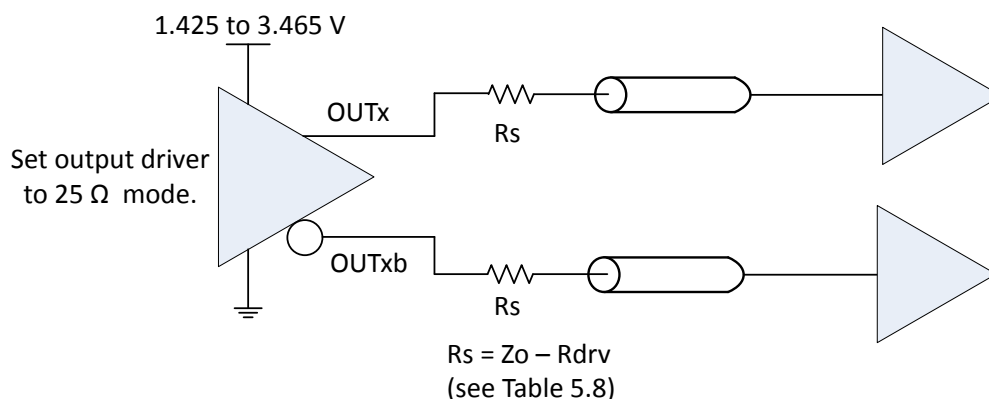 1.425 to 3.465 V
OUTx
Rs
Set output driver
to 25 Ω mode.
OUTxb
Rs
Rs = Zo – Rdrv
(see Table 5.8)